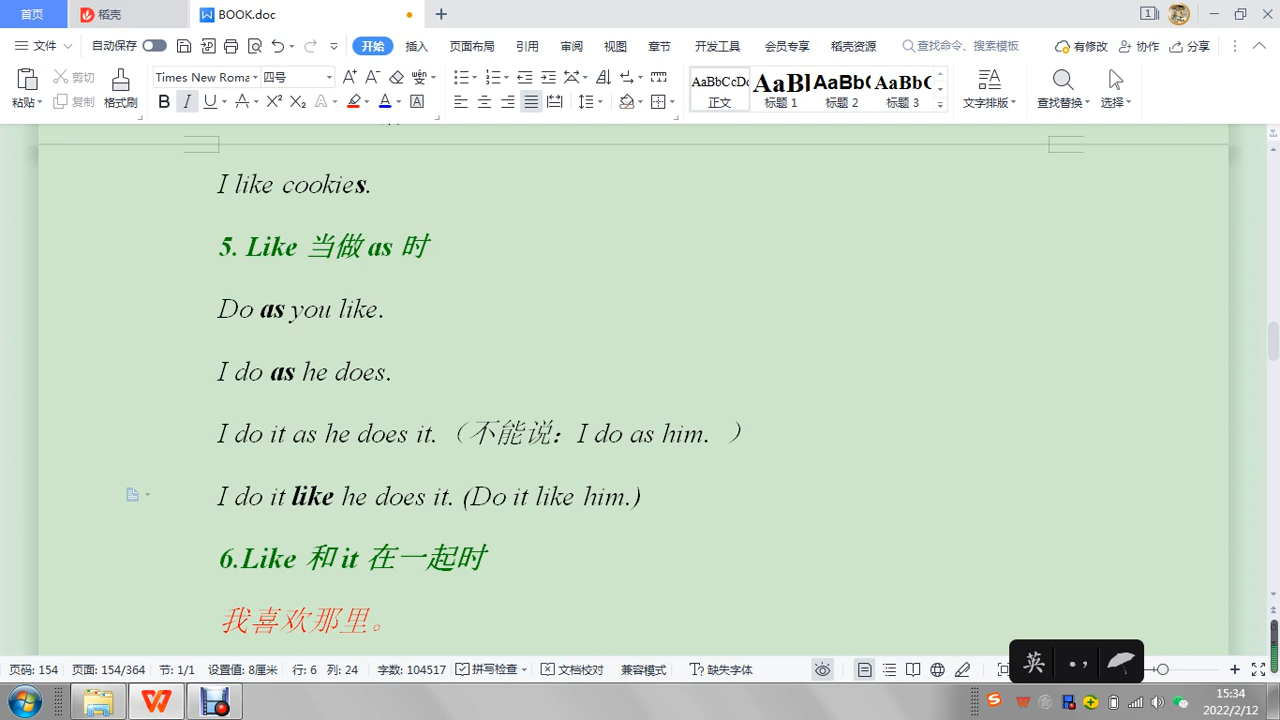 首页 稻壳 BOOK.doc
文件 自动保存 开始 插入 页面布局 引用 审阅 视图 章节 开发工具 会员专享 稻壳资源 查找命令、搜索模板 有修改 协作 分享
粘贴 剪切 复制 格式刷 Times New Roma 四号
AaBbCcDd 正文 AaBl 标题 1 AaBb( 标题 2 AaBbC 标题 3 文字排版 查找替换 选择
I like cookies.
5. Like 当做 as 时
Do as you like.
I do as he does.
I do it as he does it.（不能说：I do as him. ）
I do it like he does it. (Do it like him.)
6.Like 和 it 在一起时
我喜欢那里。
页码: 154 页面: 154/364 节: 1/1 设置值: 8厘米 行: 6 列: 24 字数: 104517 拼写检查 文档校对 兼容模式 缺失字体
英
15:34
2022/2/12